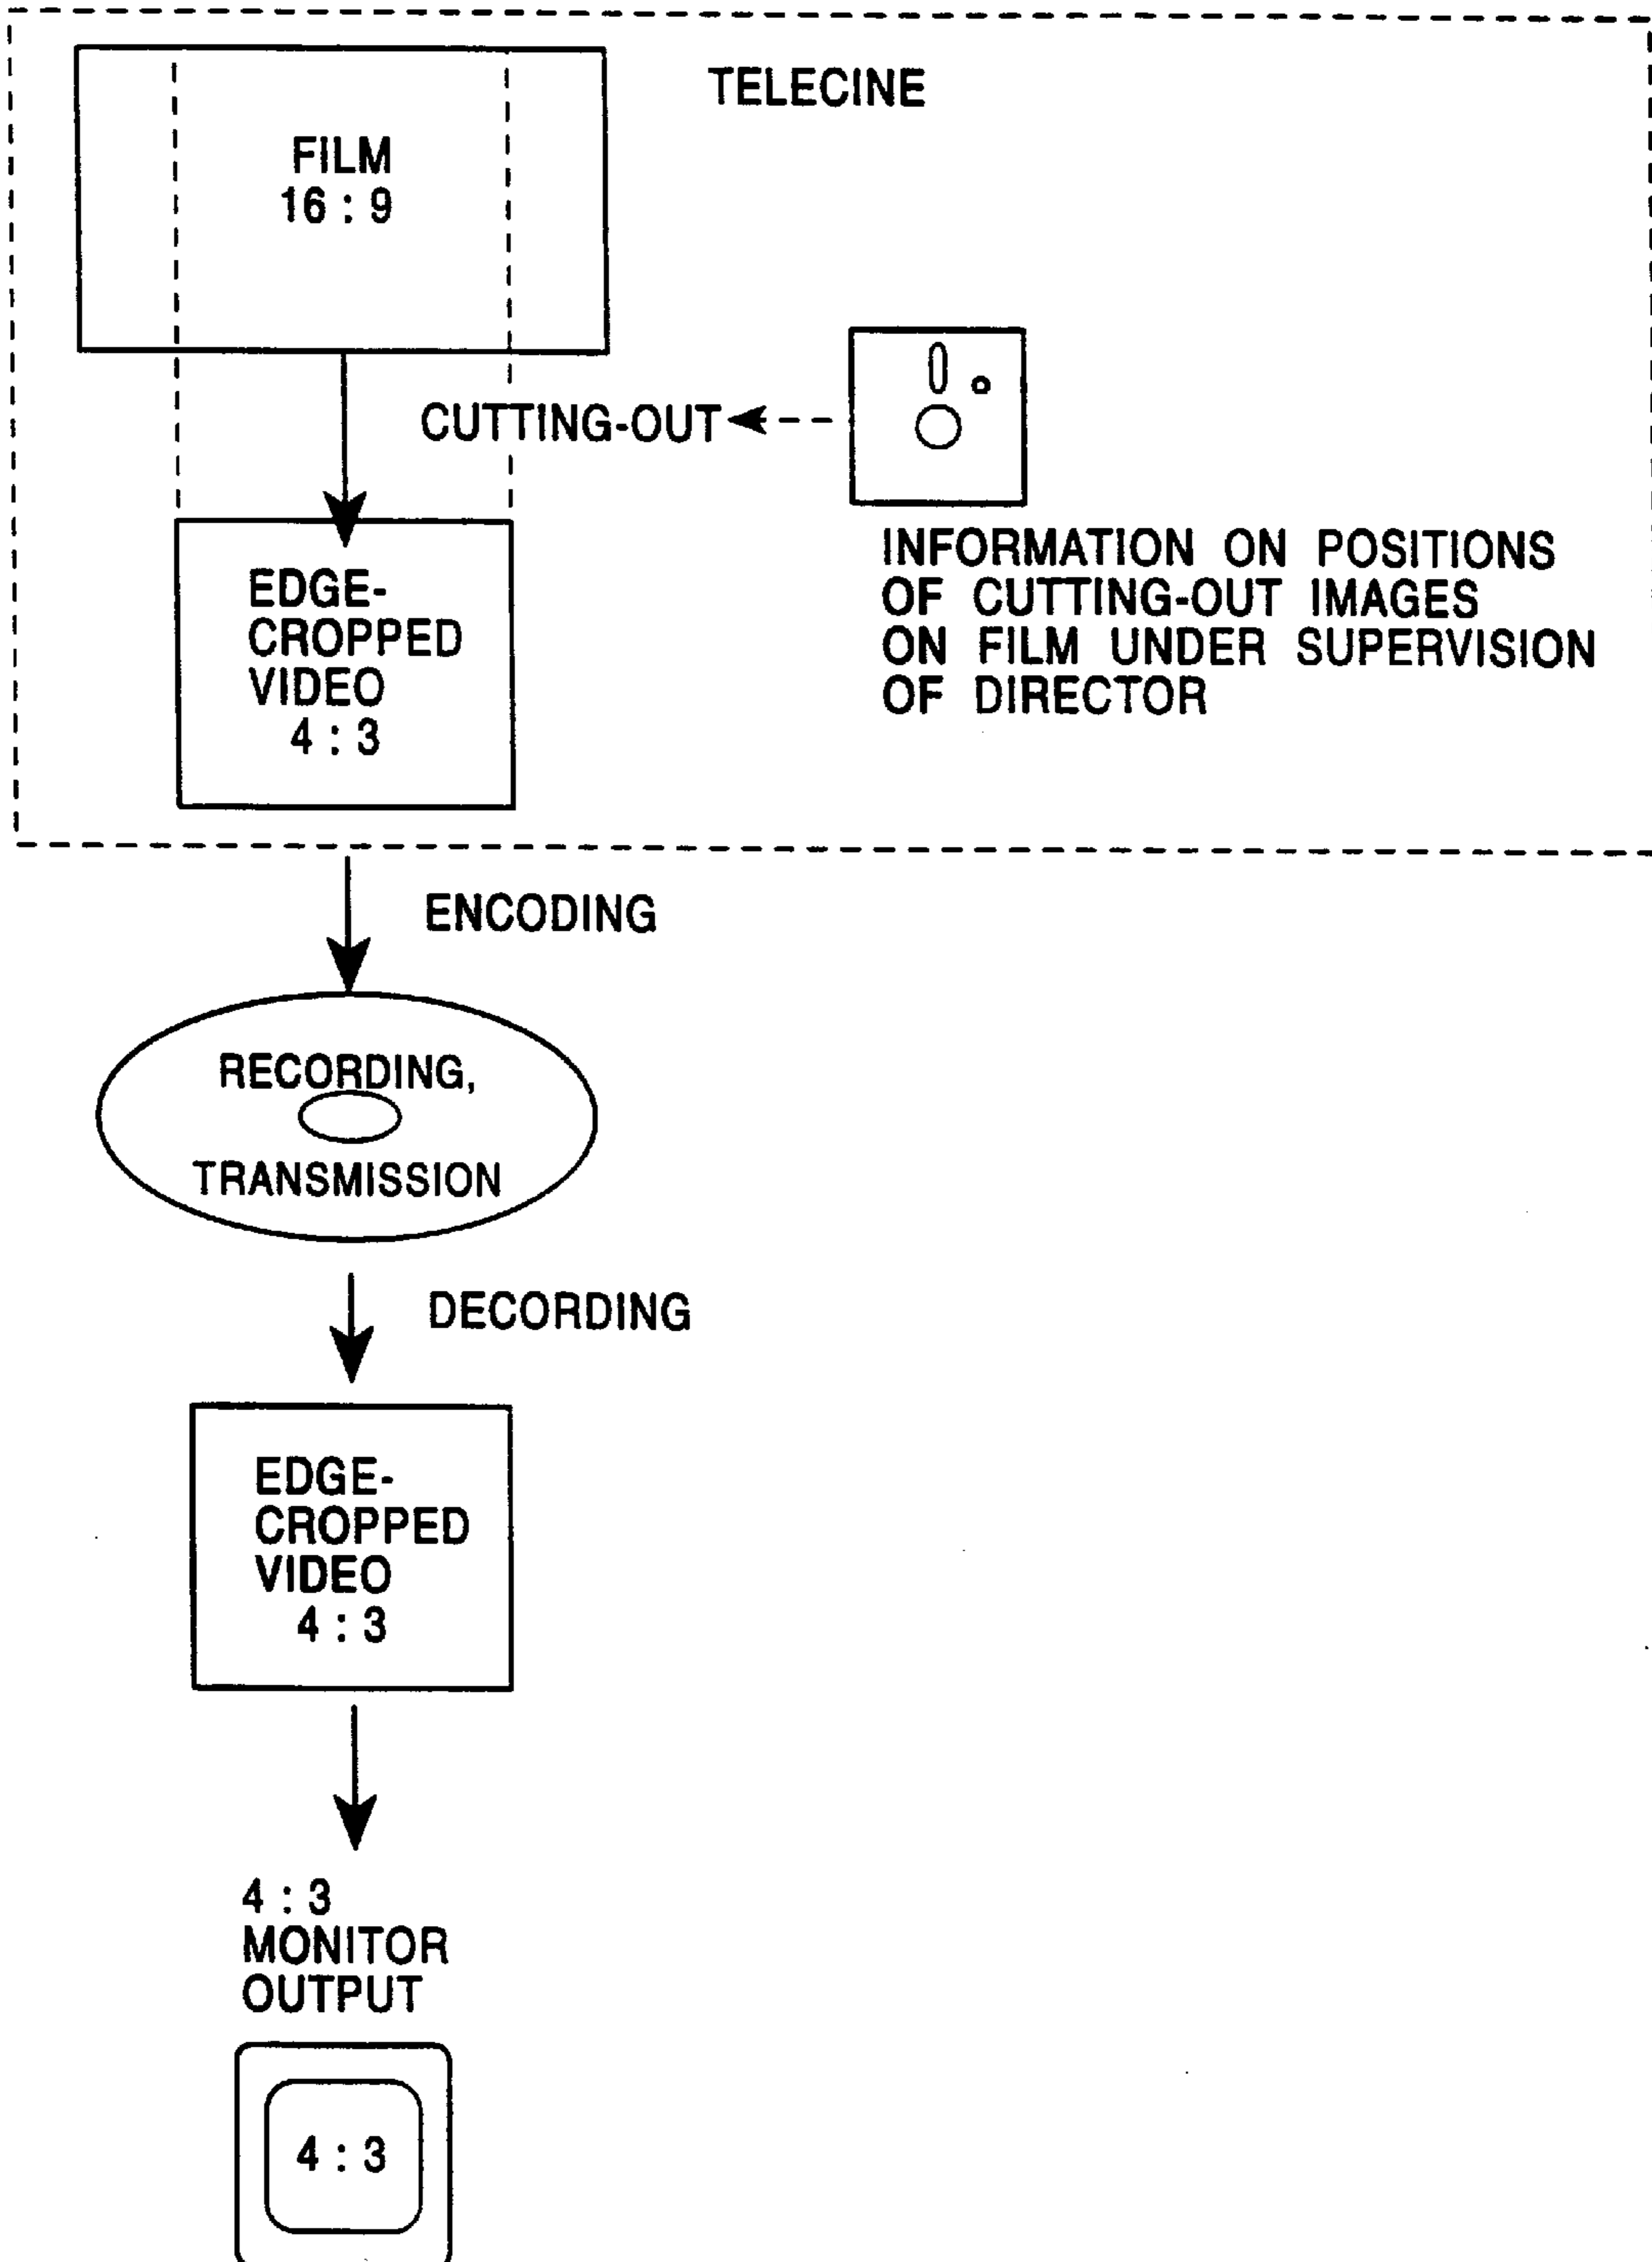 TELECINE
FILM
16 : 9
CUTTING-OUT
INFORMATION ON POSITIONS
OF CUTTING-OUT IMAGES
ON FILM UNDER SUPERVISION
OF DIRECTOR
EDGE-
CROPPED
VIDEO
4 : 3
ENCODING
RECORDING,
TRANSMISSION
DECORDING
EDGE-
CROPPED
VIDEO
4 : 3
4 : 3
MONITOR
OUTPUT
4 : 3